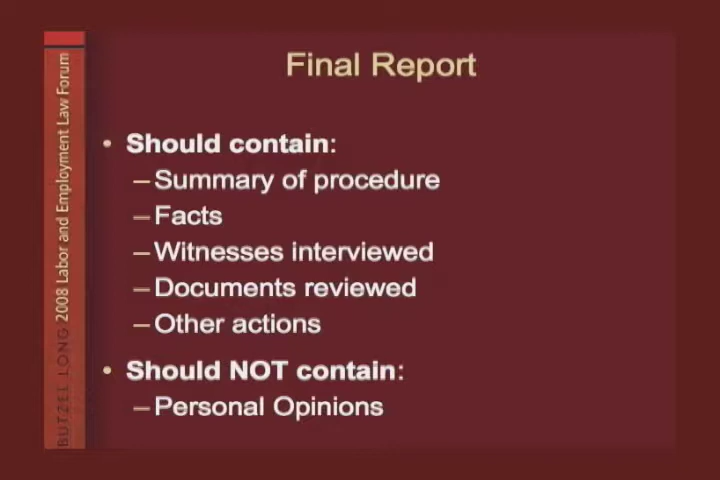 Final Report
• Should contain:
– Summary of procedure
– Facts
– Witnesses interviewed
– Documents reviewed
– Other actions
• Should NOT contain:
– Personal Opinions
BUTZEL LONG 2008 Labor and Employment Law Forum